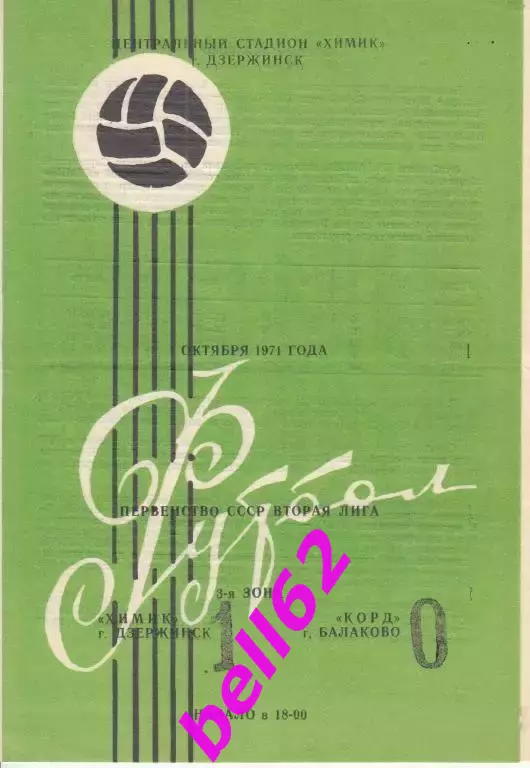 ЦЕНТРАЛЬНЫЙ СТАДИОН «ХИМИК»
г. ДЗЕРЖИНСК
ОКТЯБРЯ 1971 ГОДА
Футбол
ПЕРВЕНСТВО СССР ВТОРАЯ ЛИГА
3-я ЗОНА
«ХИМИК» 1 «КОРД» 0
г. ДЗЕРЖИНСК г. БАЛАКОВО
НАЧАЛО в 18-00
bell62